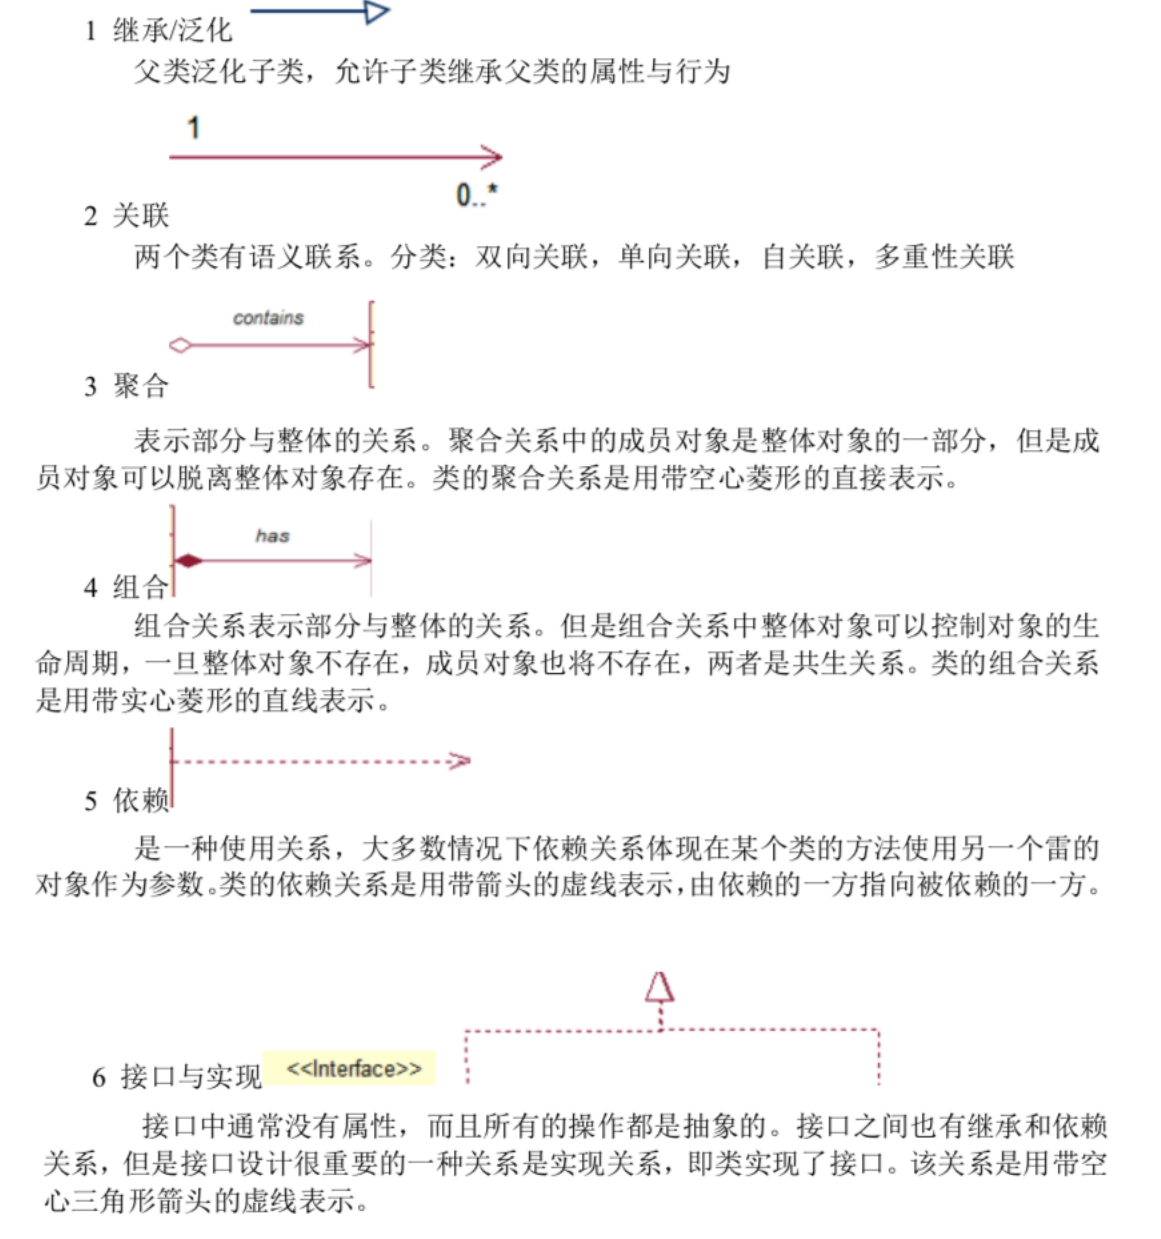 1 继承/泛化
父类泛化子类，允许子类继承父类的属性与行为
1
0..*
2 关联
两个类有语义联系。分类：双向关联，单向关联，自关联，多重性关联
contains
3 聚合
表示部分与整体的关系。聚合关系中的成员对象是整体对象的一部分，但是成
员对象可以脱离整体对象存在。类的聚合关系是用带空心菱形的直接表示。
has
4 组合
组合关系表示部分与整体的关系。但是组合关系中整体对象可以控制对象的生
命周期，一旦整体对象不存在，成员对象也将不存在，两者是共生关系。类的组合关系
是用带实心菱形的直线表示。
5 依赖
是一种使用关系，大多数情况下依赖关系体现在某个类的方法使用另一个雷的
对象作为参数。类的依赖关系是用带箭头的虚线表示，由依赖的一方指向被依赖的一方。
6 接口与实现 <<Interface>>
接口中通常没有属性，而且所有的操作都是抽象的。接口之间也有继承和依赖
关系，但是接口设计很重要的一种关系是实现关系，即类实现了接口。该关系是用带空
心三角形箭头的虚线表示。